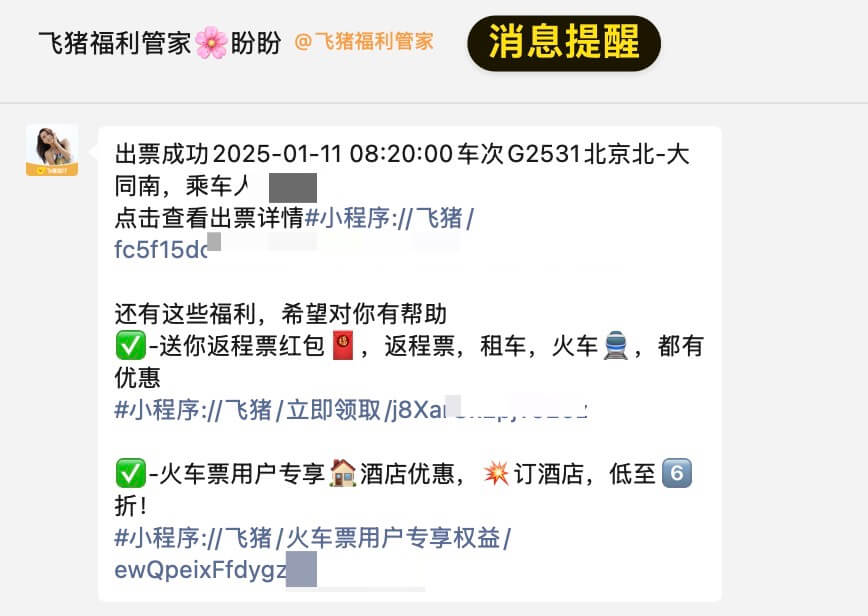 飞猪福利管家🌸盼盼 @飞猪福利管家 消息提醒
出票成功2025-01-11 08:20:00车次G2531北京北-大
同南，乘车人
点击查看出票详情#小程序://飞猪/
fc5f15dc
还有这些福利，希望对你有帮助
✅-送你返程票红包🧧，返程票，租车，火车🚆，都有
优惠
#小程序://飞猪/立即领取/j8Xar
✅-火车票用户专享🏠酒店优惠，💥订酒店，低至6️⃣
折！
#小程序://飞猪/火车票用户专享权益/
ewQpeixFfdygz